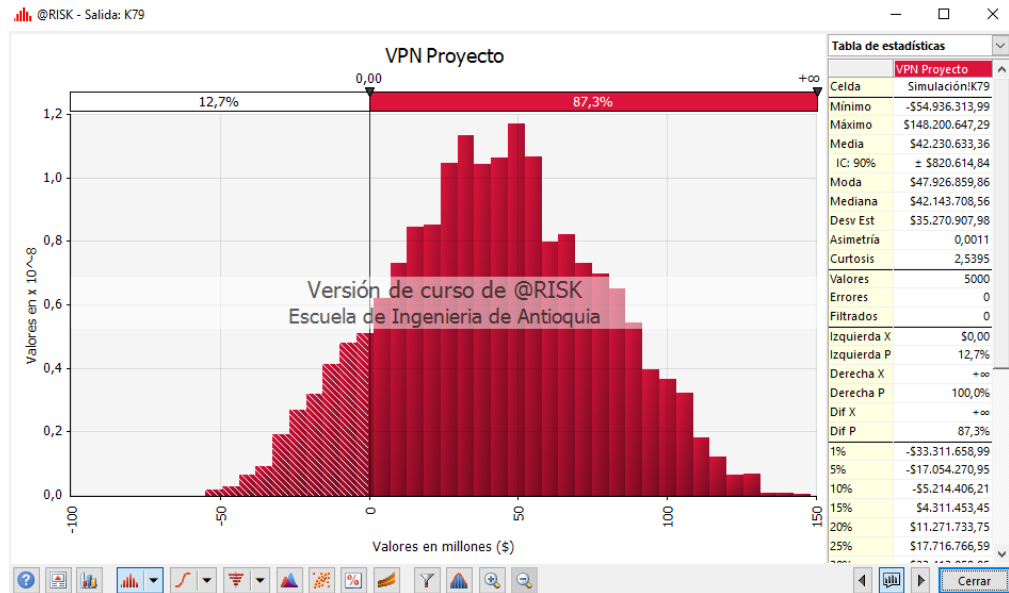 @RISK - Salida: K79
VPN Proyecto
0,00 +∞
12,7% 87,3%
1,2
1,0
0,8
0,6
0,4
0,2
0,0
Valores en x 10^-8
Versión de curso de @RISK
Escuela de Ingenieria de Antioquia
-100 -50 0 50 100 150
Valores en millones ($)
Tabla de estadísticas
VPN Proyecto
Celda Simulación!K79
Mínimo -$54.936.313,99
Máximo $148.200.647,29
Media $42.230.633,36
IC: 90% ± $820.614,84
Moda $47.926.859,86
Mediana $42.143.708,56
Desv Est $35.270.907,98
Asimetría 0,0011
Curtosis 2,5395
Valores 5000
Errores 0
Filtrados 0
Izquierda X $0,00
Izquierda P 12,7%
Derecha X +∞
Derecha P 100,0%
Dif X +∞
Dif P 87,3%
1% -$33.311.658,99
5% -$17.054.270,95
10% -$5.214.406,21
15% $4.311.453,45
20% $11.271.733,75
25% $17.716.766,59
Cerrar